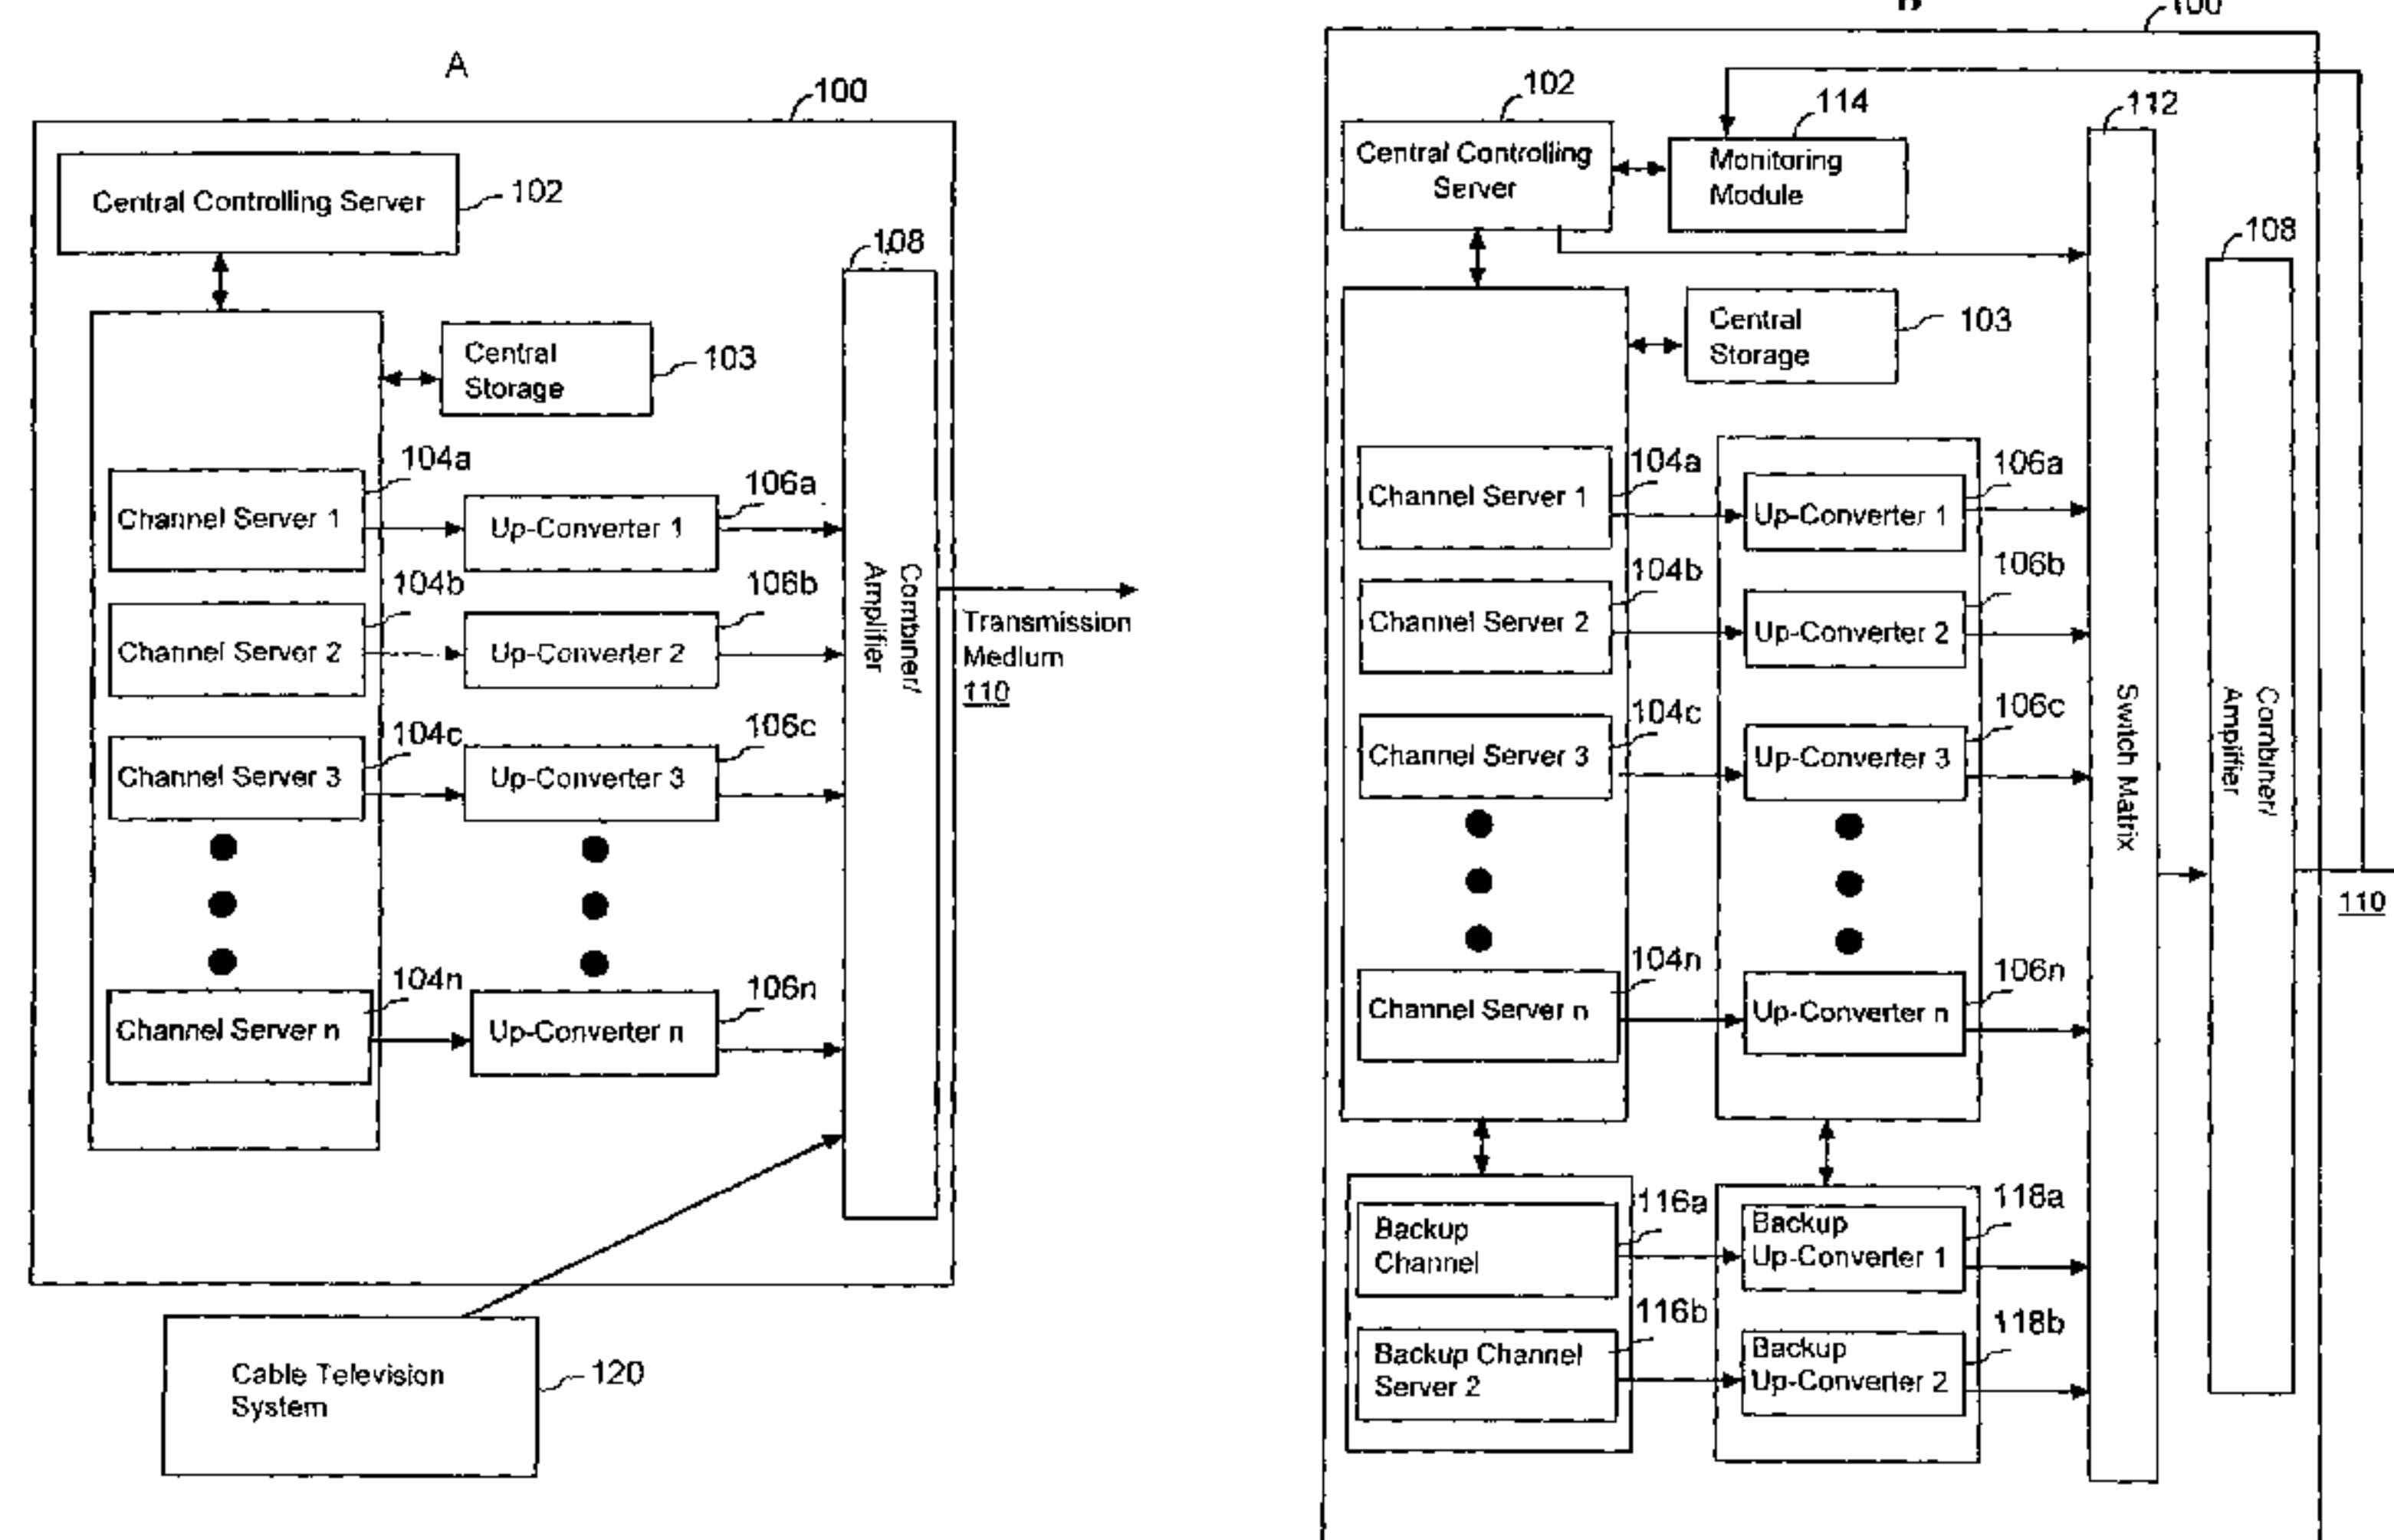 A
100
Central Controlling Server
102
108
Central
Storage
103
104a
Channel Server 1
106a
Up-Converter 1
104b
Channel Server 2
106b
Up-Converter 2
104c
Channel Server 3
106c
Up-Converter 3
104n
Channel Server n
106n
Up-Converter n
Combiner/
Amplifier
Transmission
Medium
110
Cable Television
System
120
102
Central Controlling
Server
114
Monitoring
Module
112
108
Central
Storage
103
104a
Channel Server 1
106a
Up-Converter 1
104b
Channel Server 2
106b
Up-Converter 2
104c
Channel Server 3
106c
Up-Converter 3
104n
Channel Server n
106n
Up-Converter n
Switch Matrix
Combiner/
Amplifier
110
116a
Backup
Channel
118a
Backup
Up-Converter 1
116b
Backup Channel
Server 2
118b
Backup
Up-Converter 2